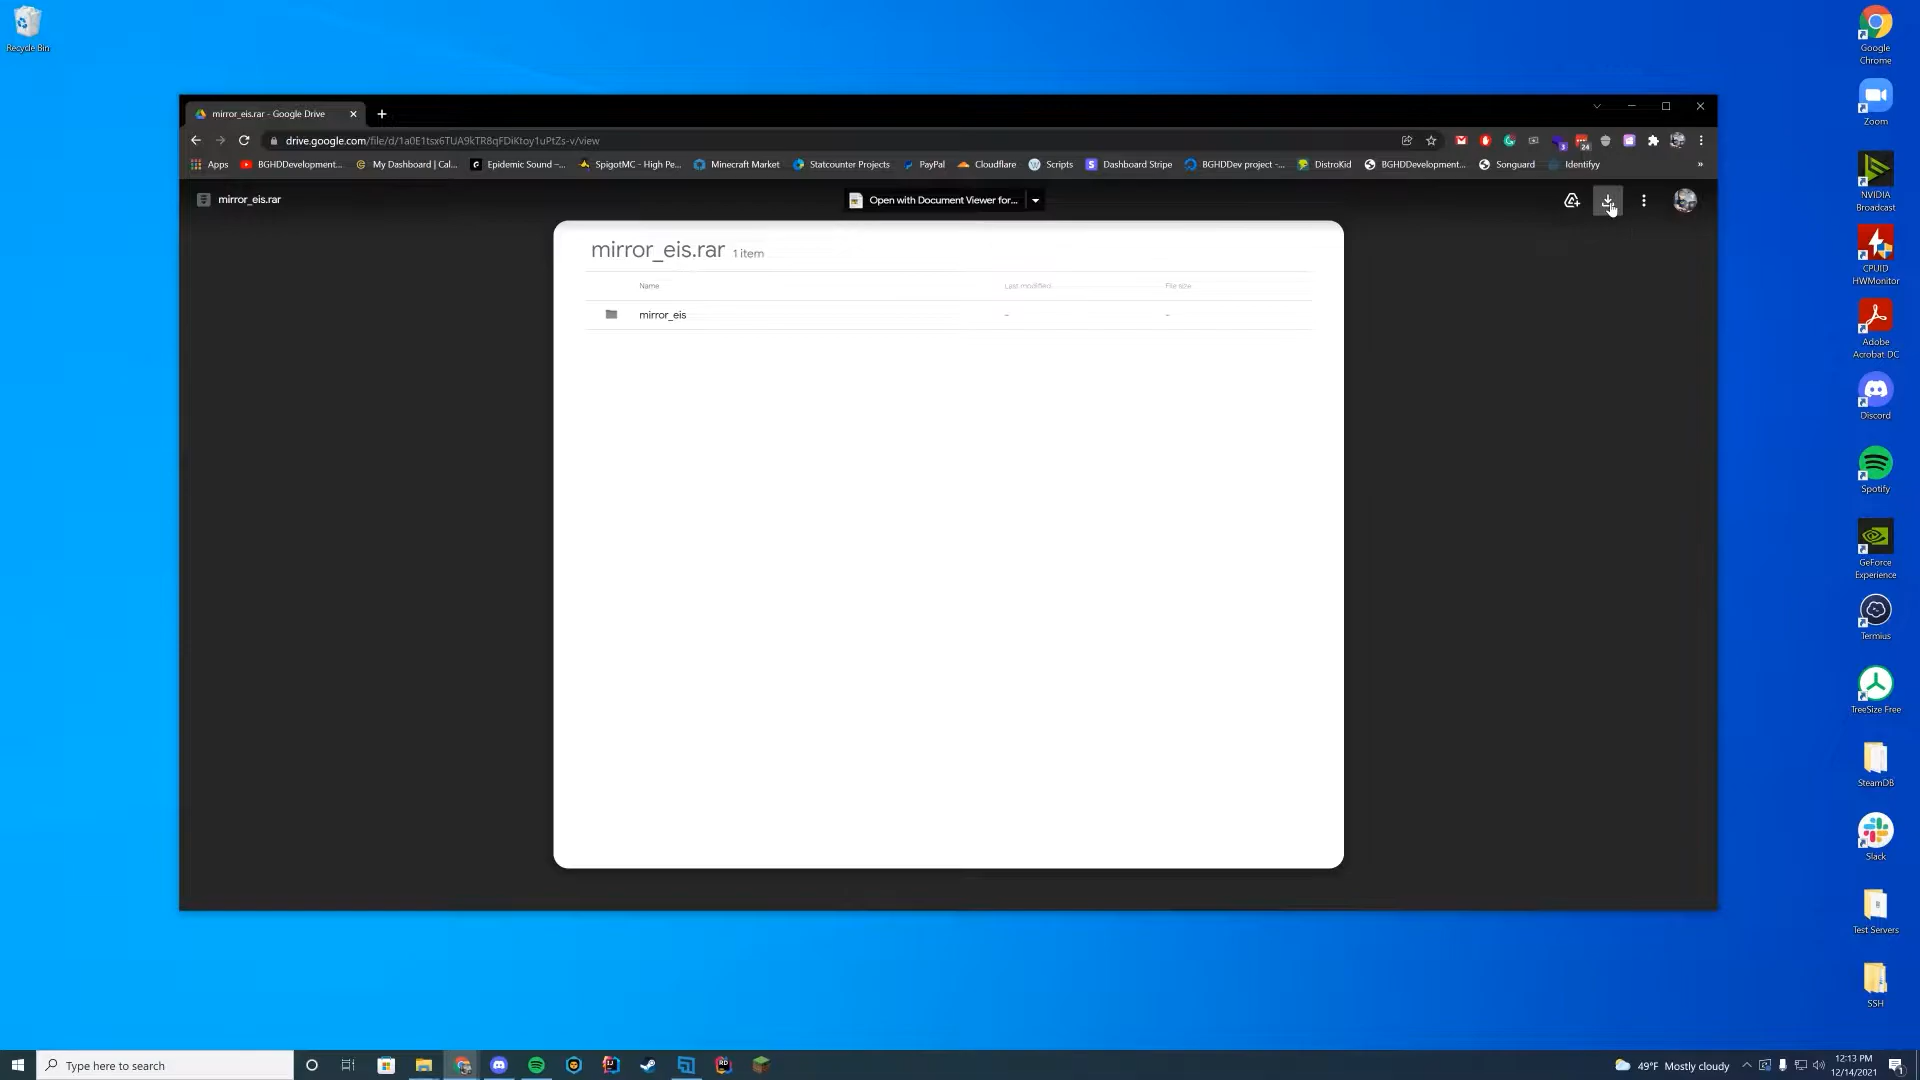 Recycle Bin
mirror_eis.rar - Google Drive
drive.google.com/file/d/1a0E1tsx6TUA9kTR8qFDiKtoy1uPtZs-v/view
24
3
Apps
BGHDDevelopment...
My Dashboard | Cal...
Epidemic Sound –...
SpigotMC - High Pe...
Minecraft Market
Statcounter Projects
PayPal
Cloudflare
Scripts
Dashboard Stripe
BGHDDev project -...
DistroKid
BGHDDevelopment...
Songuard
Identifyy
»
mirror_eis.rar
Open with Document Viewer for...
mirror_eis.rar 1 item
Name
Last modified
File size
mirror_eis
–
–
Google
Chrome
Zoom
NVIDIA
Broadcast
CPUID
HWMonitor
Adobe
Acrobat DC
Discord
Spotify
GeForce
Experience
Termius
TreeSize Free
SteamDB
Slack
Test Servers
SSH
Type here to search
49°F Mostly cloudy
12:13 PM
12/14/2021